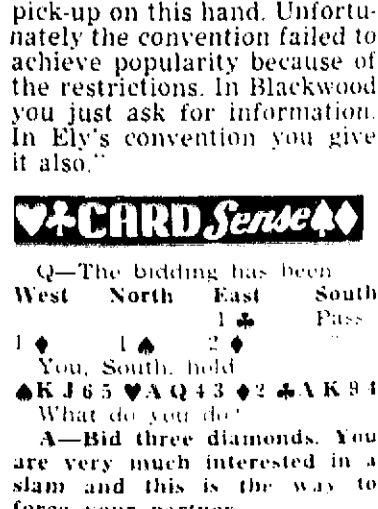 pick-up on this hand. Unfortu-
nately the convention failed to
achieve popularity because of
the restrictions. In Blackwood
you just ask for information.
In Ely's convention you give
it also."
♥♣CARD Sense♠♦
Q—The bidding has been
West North East South
1 ♣ Pass
1 ♦ 1 ♠ 2 ♦ "
You, South, hold
♠K J 6 5 ♥A Q 4 3 ♦2 ♣A K 9 4
What do you do?
A—Bid three diamonds. You
are very much interested in a
slam and this is the way to
force your partner